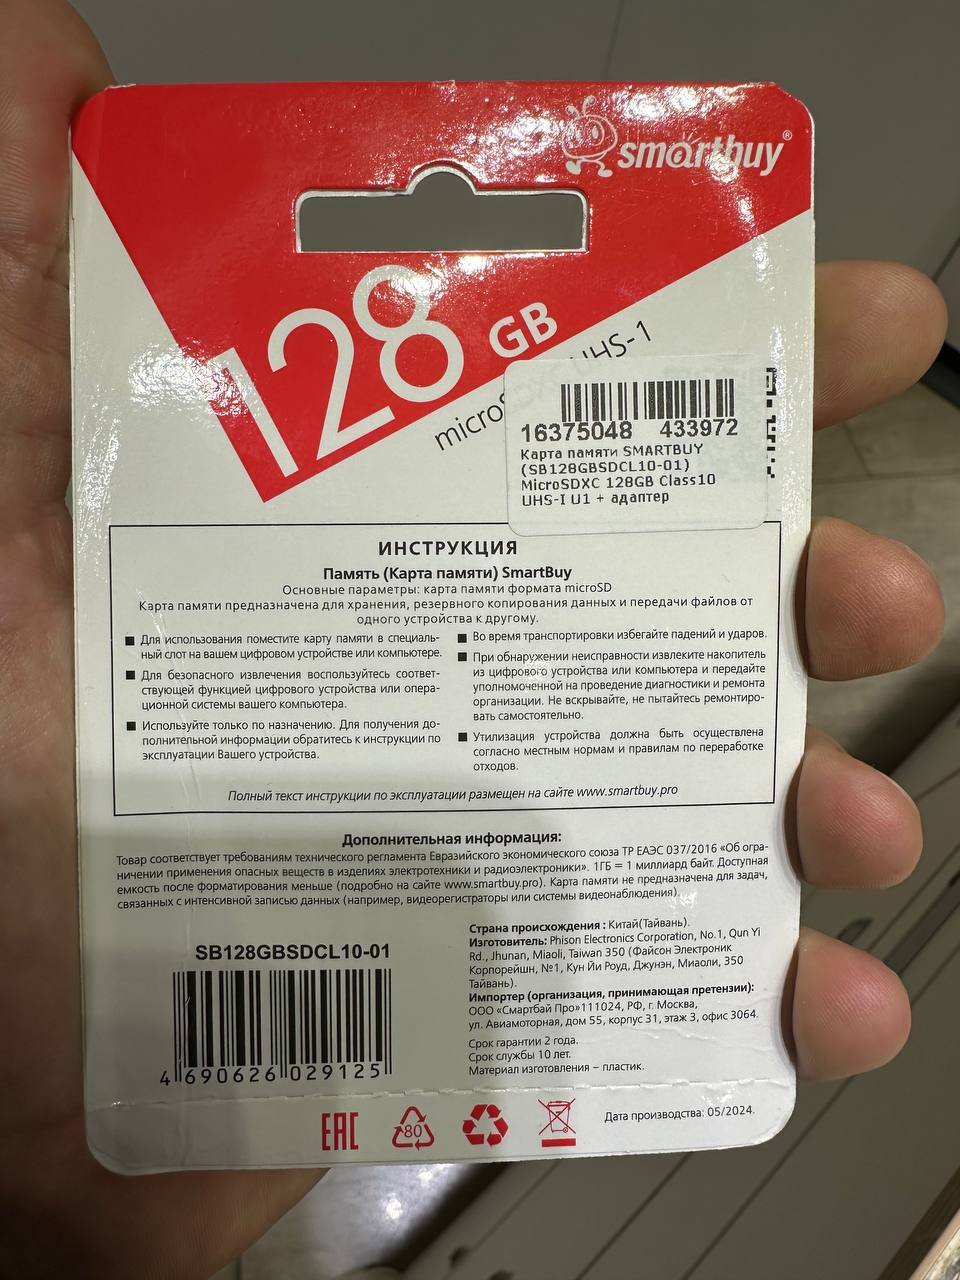 smartbuy®
128 GB
UHS-1
16375048 433972
Карта памяти SMARTBUY
(SB128GBSDCL10-01)
MicroSDXC 128GB Class10
UHS-I U1 + адаптер
ИНСТРУКЦИЯ
Память (Карта памяти) SmartBuy
Основные параметры: карта памяти формата microSD
Карта памяти предназначена для хранения, резервного копирования данных и передачи файлов от
одного устройства к другому.
■ Для использования поместите карту памяти в специаль-
ный слот на вашем цифровом устройстве или компьютере.
■ Для безопасного извлечения воспользуйтесь соответ-
ствующей функцией цифрового устройства или опера-
ционной системы вашего компьютера.
■ Используйте только по назначению. Для получения до-
полнительной информации обратитесь к инструкции по
эксплуатации Вашего устройства.
■ Во время транспортировки избегайте падений и ударов.
■ При обнаружении неисправности извлеките накопитель
из цифрового устройства или компьютера и передайте
уполномоченной на проведение диагностики и ремонта
организации. Не вскрывайте, не пытайтесь ремонтиро-
вать самостоятельно.
■ Утилизация устройства должна быть осуществлена
согласно местным нормам и правилам по переработке
отходов.
Полный текст инструкции по эксплуатации размещен на сайте www.smartbuy.pro
Дополнительная информация:
Товар соответствует требованиям технического регламента Евразийского экономического союза ТР ЕАЭС 037/2016 «Об огра-
ничении применения опасных веществ в изделиях электротехники и радиоэлектроники». 1ГБ = 1 миллиард байт. Доступная
емкость после форматирования меньше (подробно на сайте www.smartbuy.pro). Карта памяти не предназначена для задач,
связанных с интенсивной записью данных (например, видеорегистраторы или системы видеонаблюдения).
SB128GBSDCL10-01
4 690626 029125
Страна происхождения : Китай(Тайвань).
Изготовитель: Phison Electronics Corporation, No.1, Qun Yi
Rd., Jhunan, Miaoli, Taiwan 350 (Файсон Электроник
Корпорейшн, №1, Кун Йи Роуд, Джунэн, Миаоли, 350
Тайвань).
Импортер (организация, принимающая претензии):
ООО «Смартбай Про»111024, РФ, г. Москва,
ул. Авиамоторная, дом 55, корпус 31, этаж 3, офис 3064.
Срок гарантии 2 года.
Срок службы 10 лет.
Материал изготовления – пластик.
EAC
80
Дата производства: 05/2024.